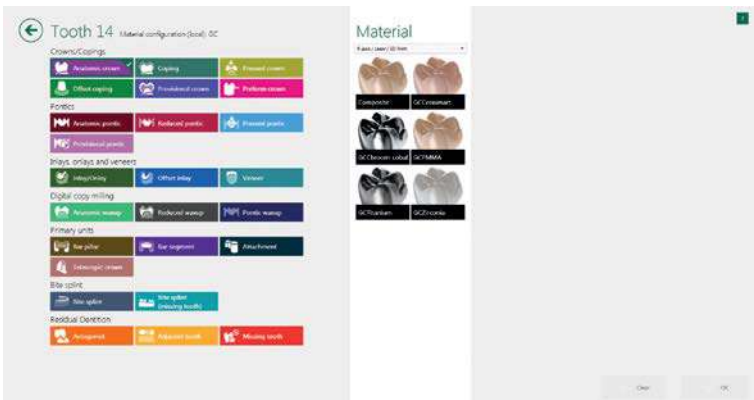 Tooth 14 Material configuration (local): GC
Crowns/Copings
Anatomic crown Coping Pressed crown
Offset coping Provisional crown Preform crown
Pontics
Anatomic pontic Reduced pontic Pressed pontic
Provisional pontic
Inlays, onlays and veneers
Inlay/Onlay Offset inlay Veneer
Digital copy milling
Anatomic waxup Reduced waxup Pontic waxup
Primary units
Bar pillar Bar segment Attachment
Telescopic crown
Bite splint
Bite splint Bite splint
(missing tooth)
Residual Dentition
Antagonist Adjacent tooth Missing tooth
Material
Composite GCCerasmart
GCChrom cobal GCPMMA
GCTitanium GCZirconia
Clear OK